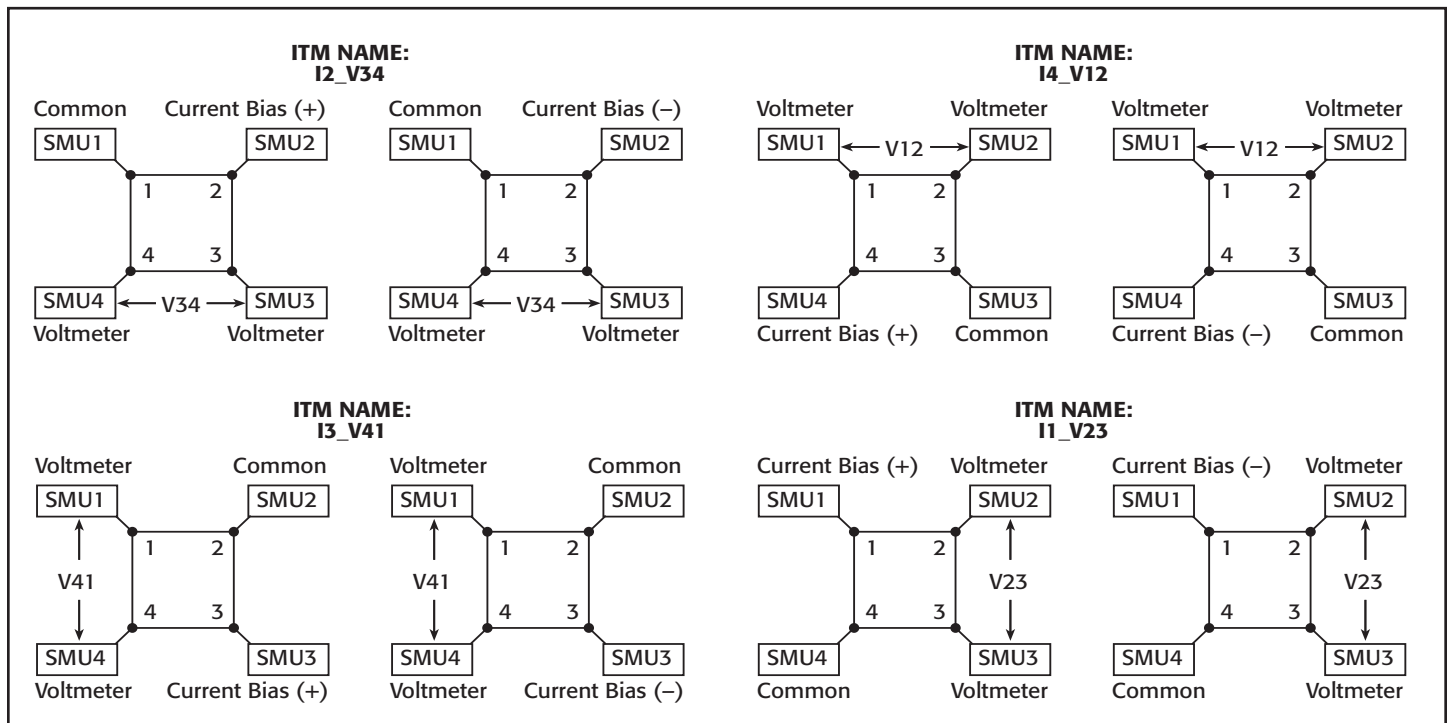 ITM NAME:
I2_V34
Common Current Bias (+) Common Current Bias (–)
SMU1 SMU2 SMU1 SMU2
1 2 1 2
4 3 4 3
SMU4 V34 SMU3 SMU4 V34 SMU3
Voltmeter Voltmeter Voltmeter Voltmeter
ITM NAME:
I4_V12
Voltmeter Voltmeter Voltmeter Voltmeter
SMU1 V12 SMU2 SMU1 V12 SMU2
1 2 1 2
4 3 4 3
SMU4 SMU3 SMU4 SMU3
Current Bias (+) Common Current Bias (–) Common
ITM NAME:
I3_V41
Voltmeter Common Voltmeter Common
SMU1 SMU2 SMU1 SMU2
1 2 1 2
V41 V41
4 3 4 3
SMU4 SMU3 SMU4 SMU3
Voltmeter Current Bias (+) Voltmeter Current Bias (–)
ITM NAME:
I1_V23
Current Bias (+) Voltmeter Current Bias (–) Voltmeter
SMU1 SMU2 SMU1 SMU2
1 2 1 2
V23 V23
4 3 4 3
SMU4 SMU3 SMU4 SMU3
Common Voltmeter Common Voltmeter